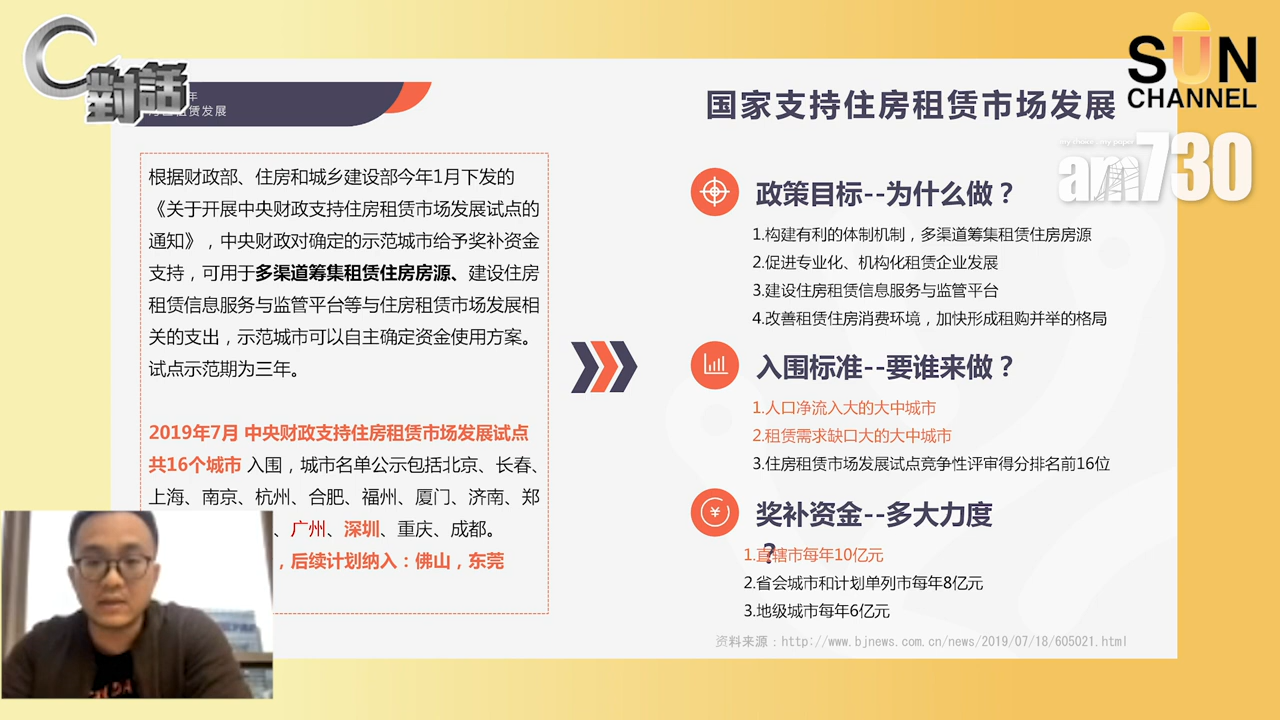 對話
SUN
CHANNEL
my choice . my paper
am730
年
租赁发展
国家支持住房租赁市场发展
根据财政部、住房和城乡建设部今年1月下发的
《关于开展中央财政支持住房租赁市场发展试点的
通知》，中央财政对确定的示范城市给予奖补资金
支持，可用于多渠道筹集租赁住房房源、建设住房
租赁信息服务与监管平台等与住房租赁市场发展相
关的支出，示范城市可以自主确定资金使用方案。
试点示范期为三年。
2019年7月 中央财政支持住房租赁市场发展试点
共16个城市 入围，城市名单公示包括北京、长春、
上海、南京、杭州、合肥、福州、厦门、济南、郑
、广州、深圳、重庆、成都。
，后续计划纳入：佛山，东莞
政策目标--为什么做？
1.构建有利的体制机制，多渠道筹集租赁住房房源
2.促进专业化、机构化租赁企业发展
3.建设住房租赁信息服务与监管平台
4.改善租赁住房消费环境，加快形成租购并举的格局
入围标准--要谁来做？
1.人口净流入大的大中城市
2.租赁需求缺口大的大中城市
3.住房租赁市场发展试点竞争性评审得分排名前16位
奖补资金--多大力度
？
1.直辖市每年10亿元
2.省会城市和计划单列市每年8亿元
3.地级城市每年6亿元
资料来源：http://www.bjnews.com.cn/news/2019/07/18/605021.html